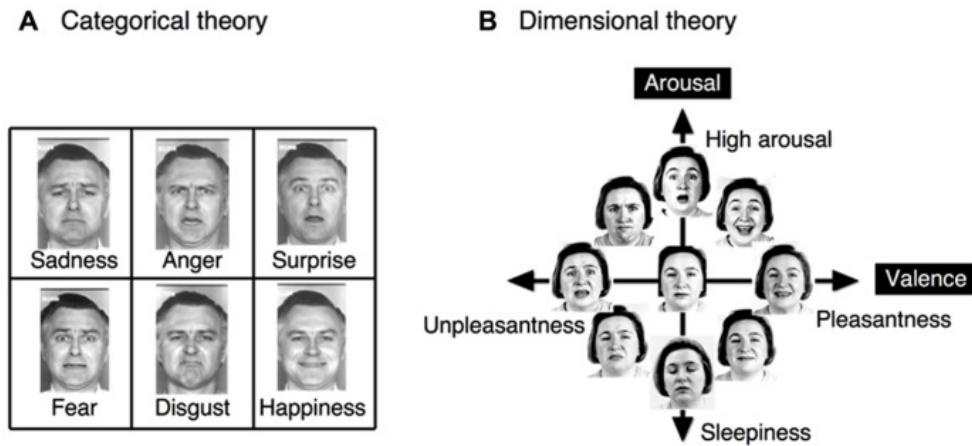 A Categorical theory
Sadness
Anger
Surprise
Fear
Disgust
Happiness
B Dimensional theory
Arousal
High arousal
Valence
Unpleasantness
Pleasantness
Sleepiness